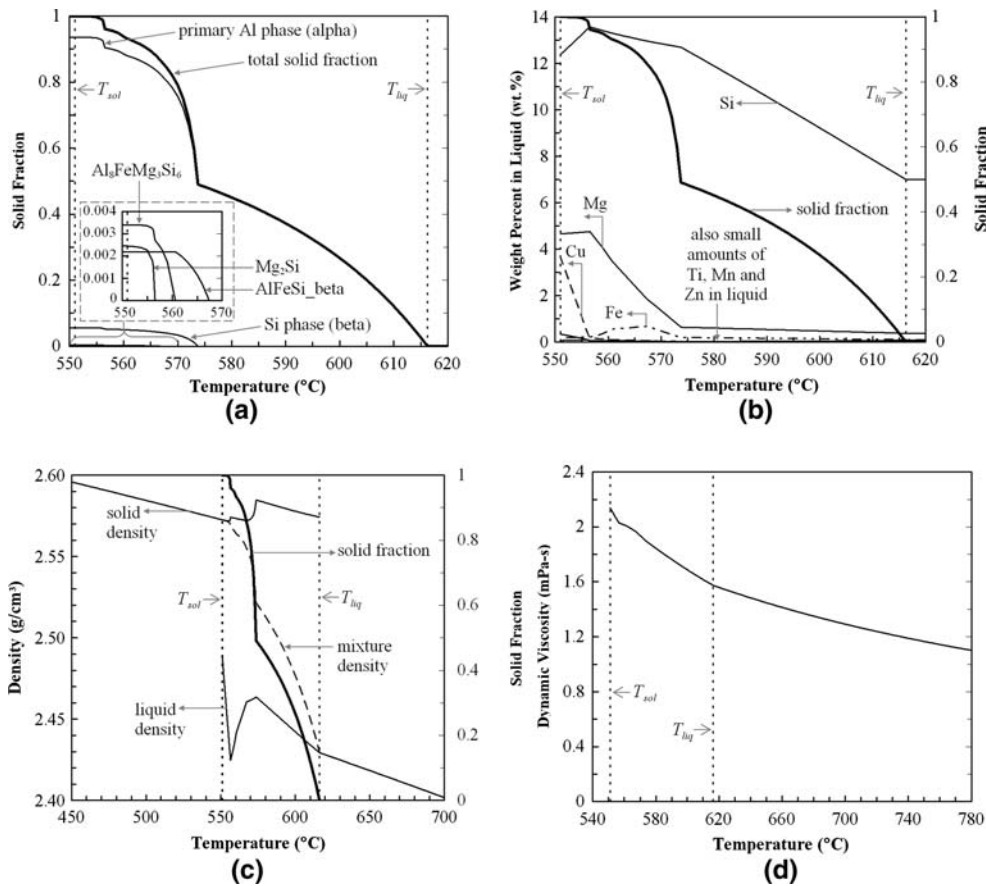 1
0.8
0.6
0.4
0.2
0
Solid Fraction
primary Al phase (alpha)
total solid fraction
T_sol
T_liq
Al₈FeMg₃Si₆
0.004
0.003
0.002
0.001
0
550
560
570
Mg₂Si
AlFeSi_beta
Si phase (beta)
550 560 570 580 590 600 610 620
Temperature (°C)
(a)
14
12
10
8
6
4
2
0
Weight Percent in Liquid (wt.%)
1
0.8
0.6
0.4
0.2
0
Solid Fraction
T_sol
T_liq
Si
Mg
solid fraction
Cu
also small
amounts of
Ti, Mn and
Zn in liquid
Fe
550 560 570 580 590 600 610 620
Temperature (°C)
(b)
2.60
2.55
2.50
2.45
2.40
Density (g/cm³)
1
0.8
0.6
0.4
0.2
0
Solid Fraction
solid
density
solid fraction
T_sol
T_liq
mixture
density
liquid
density
450 500 550 600 650 700
Temperature (°C)
(c)
2.4
2
1.6
1.2
0.8
0.4
0
Dynamic Viscosity (mPa-s)
T_sol
T_liq
540 580 620 660 700 740 780
Temperature (°C)
(d)